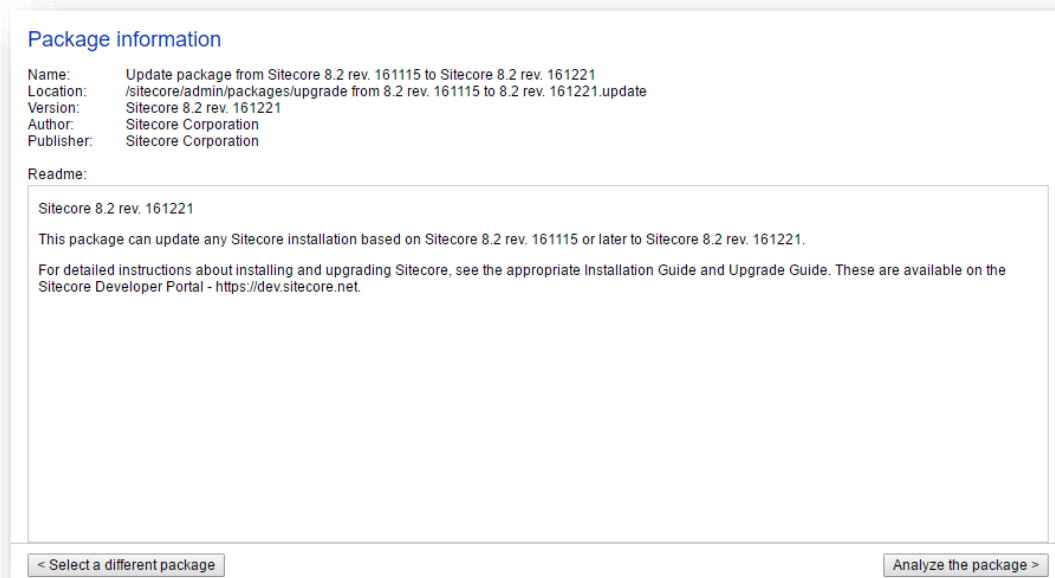 Package information
Name: Update package from Sitecore 8.2 rev. 161115 to Sitecore 8.2 rev. 161221
Location: /sitecore/admin/packages/upgrade from 8.2 rev. 161115 to 8.2 rev. 161221.update
Version: Sitecore 8.2 rev. 161221
Author: Sitecore Corporation
Publisher: Sitecore Corporation
Readme:
Sitecore 8.2 rev. 161221
This package can update any Sitecore installation based on Sitecore 8.2 rev. 161115 or later to Sitecore 8.2 rev. 161221.
For detailed instructions about installing and upgrading Sitecore, see the appropriate Installation Guide and Upgrade Guide. These are available on the
Sitecore Developer Portal - https://dev.sitecore.net.
< Select a different package
Analyze the package >